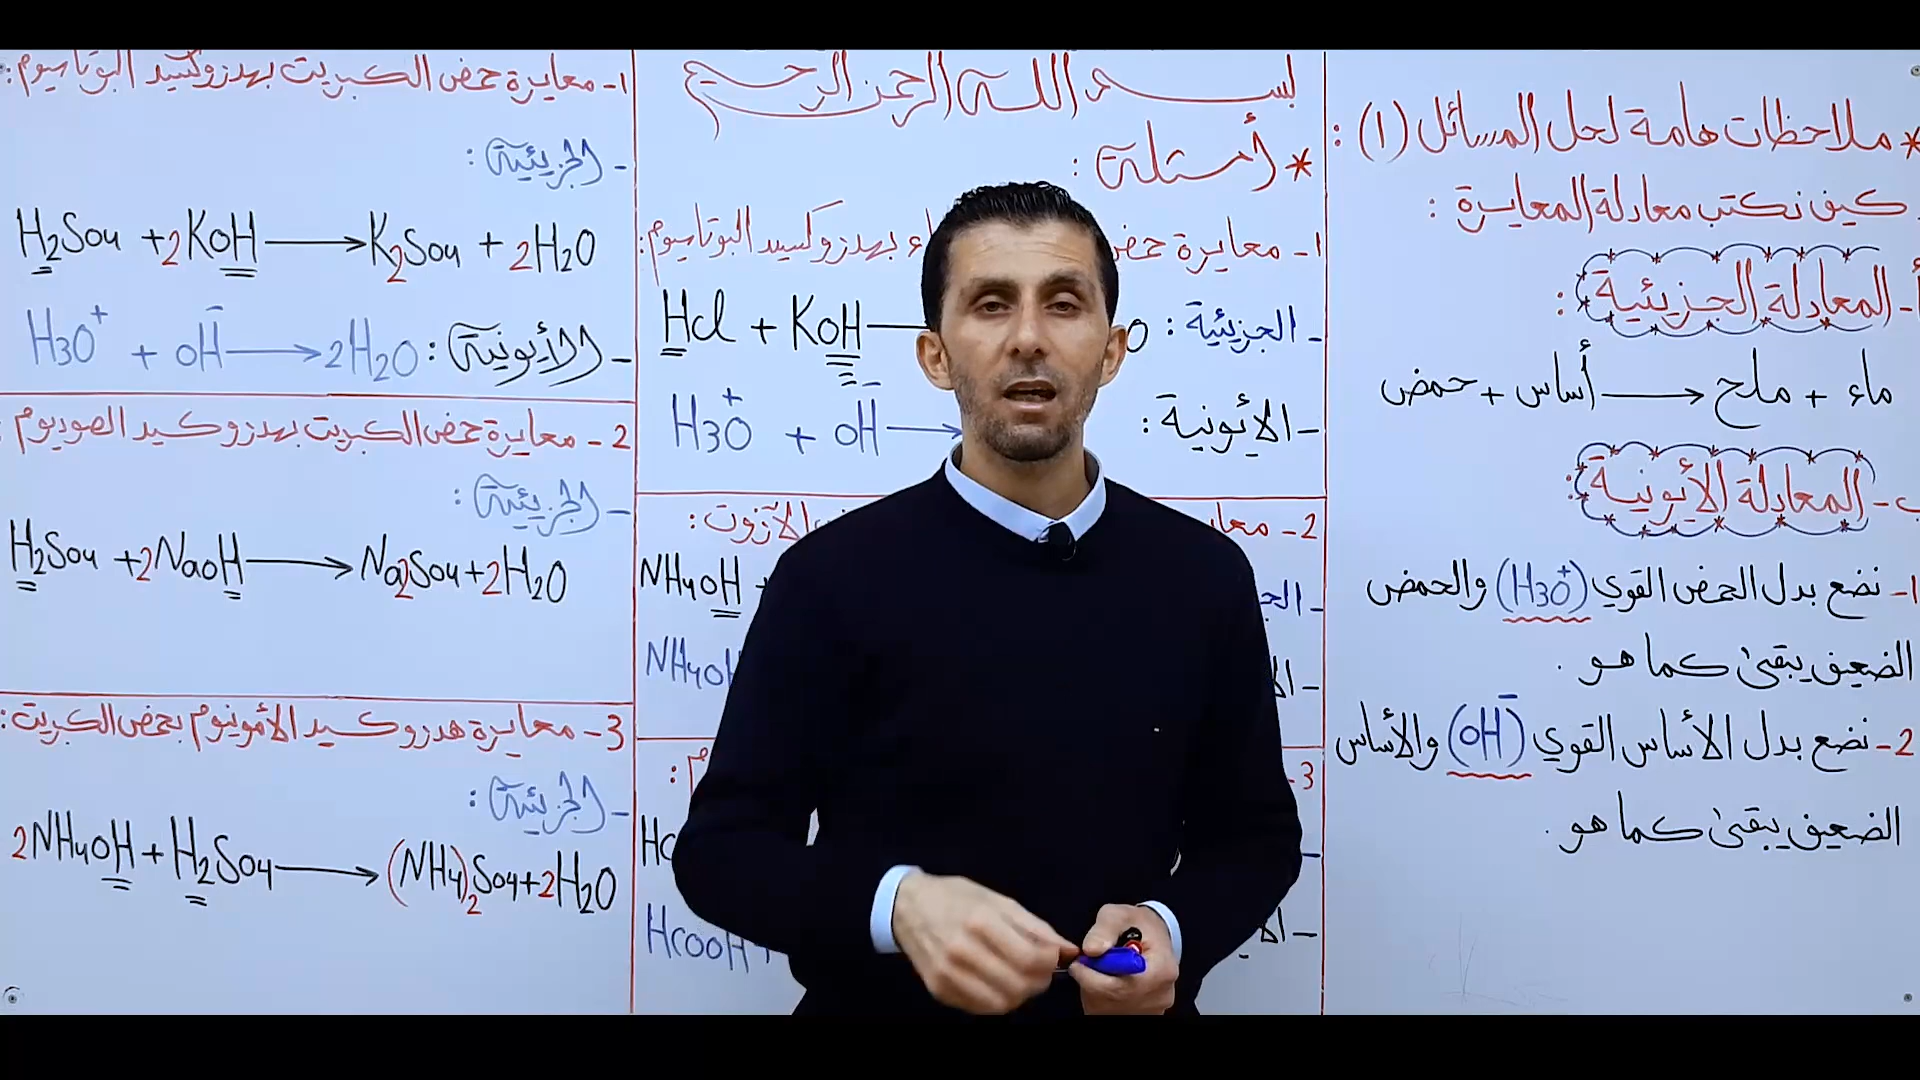 * ملاحظات هامة لحل المسائل (1) :
كيف نكتب معادلة المعايرة :
أ- المعادلة الجزيئية :
ماء + ملح ⟵ أساس + حمض
ب- المعادلة الأيونية :
1- نضع بدل الحمض القوي (H3O+) والحمض
الضعيف يبقى كما هو .
2- نضع بدل الأساس القوي (OH-) والأساس
الضعيف يبقى كما هو .
بسم الله الرحمن الرحيم
* أمثلة :
1- معايرة حمض بهدروكسيد البوتاسيوم :
- الجزيئية : Hcl + KOH
- الأيونية : H3O+ + OH- →
2- الآزوت :
NH4OH
NH4OH
3-
HCOOH +
1- معايرة حمض الكبريت بهدروكسيد البوتاسيوم :
- الجزيئية :
H2SO4 + 2KOH → K2SO4 + 2H2O
- الأيونية : H3O+ + OH- → 2H2O
2- معايرة حمض الكبريت بهدروكسيد الصوديوم :
- الجزيئية :
H2SO4 + 2NaOH → Na2SO4 + 2H2O
3- معايرة هدروكسيد الأمونيوم بحمض الكبريت :
- الجزيئية :
2NH4OH + H2SO4 → (NH4)2SO4 + 2H2O